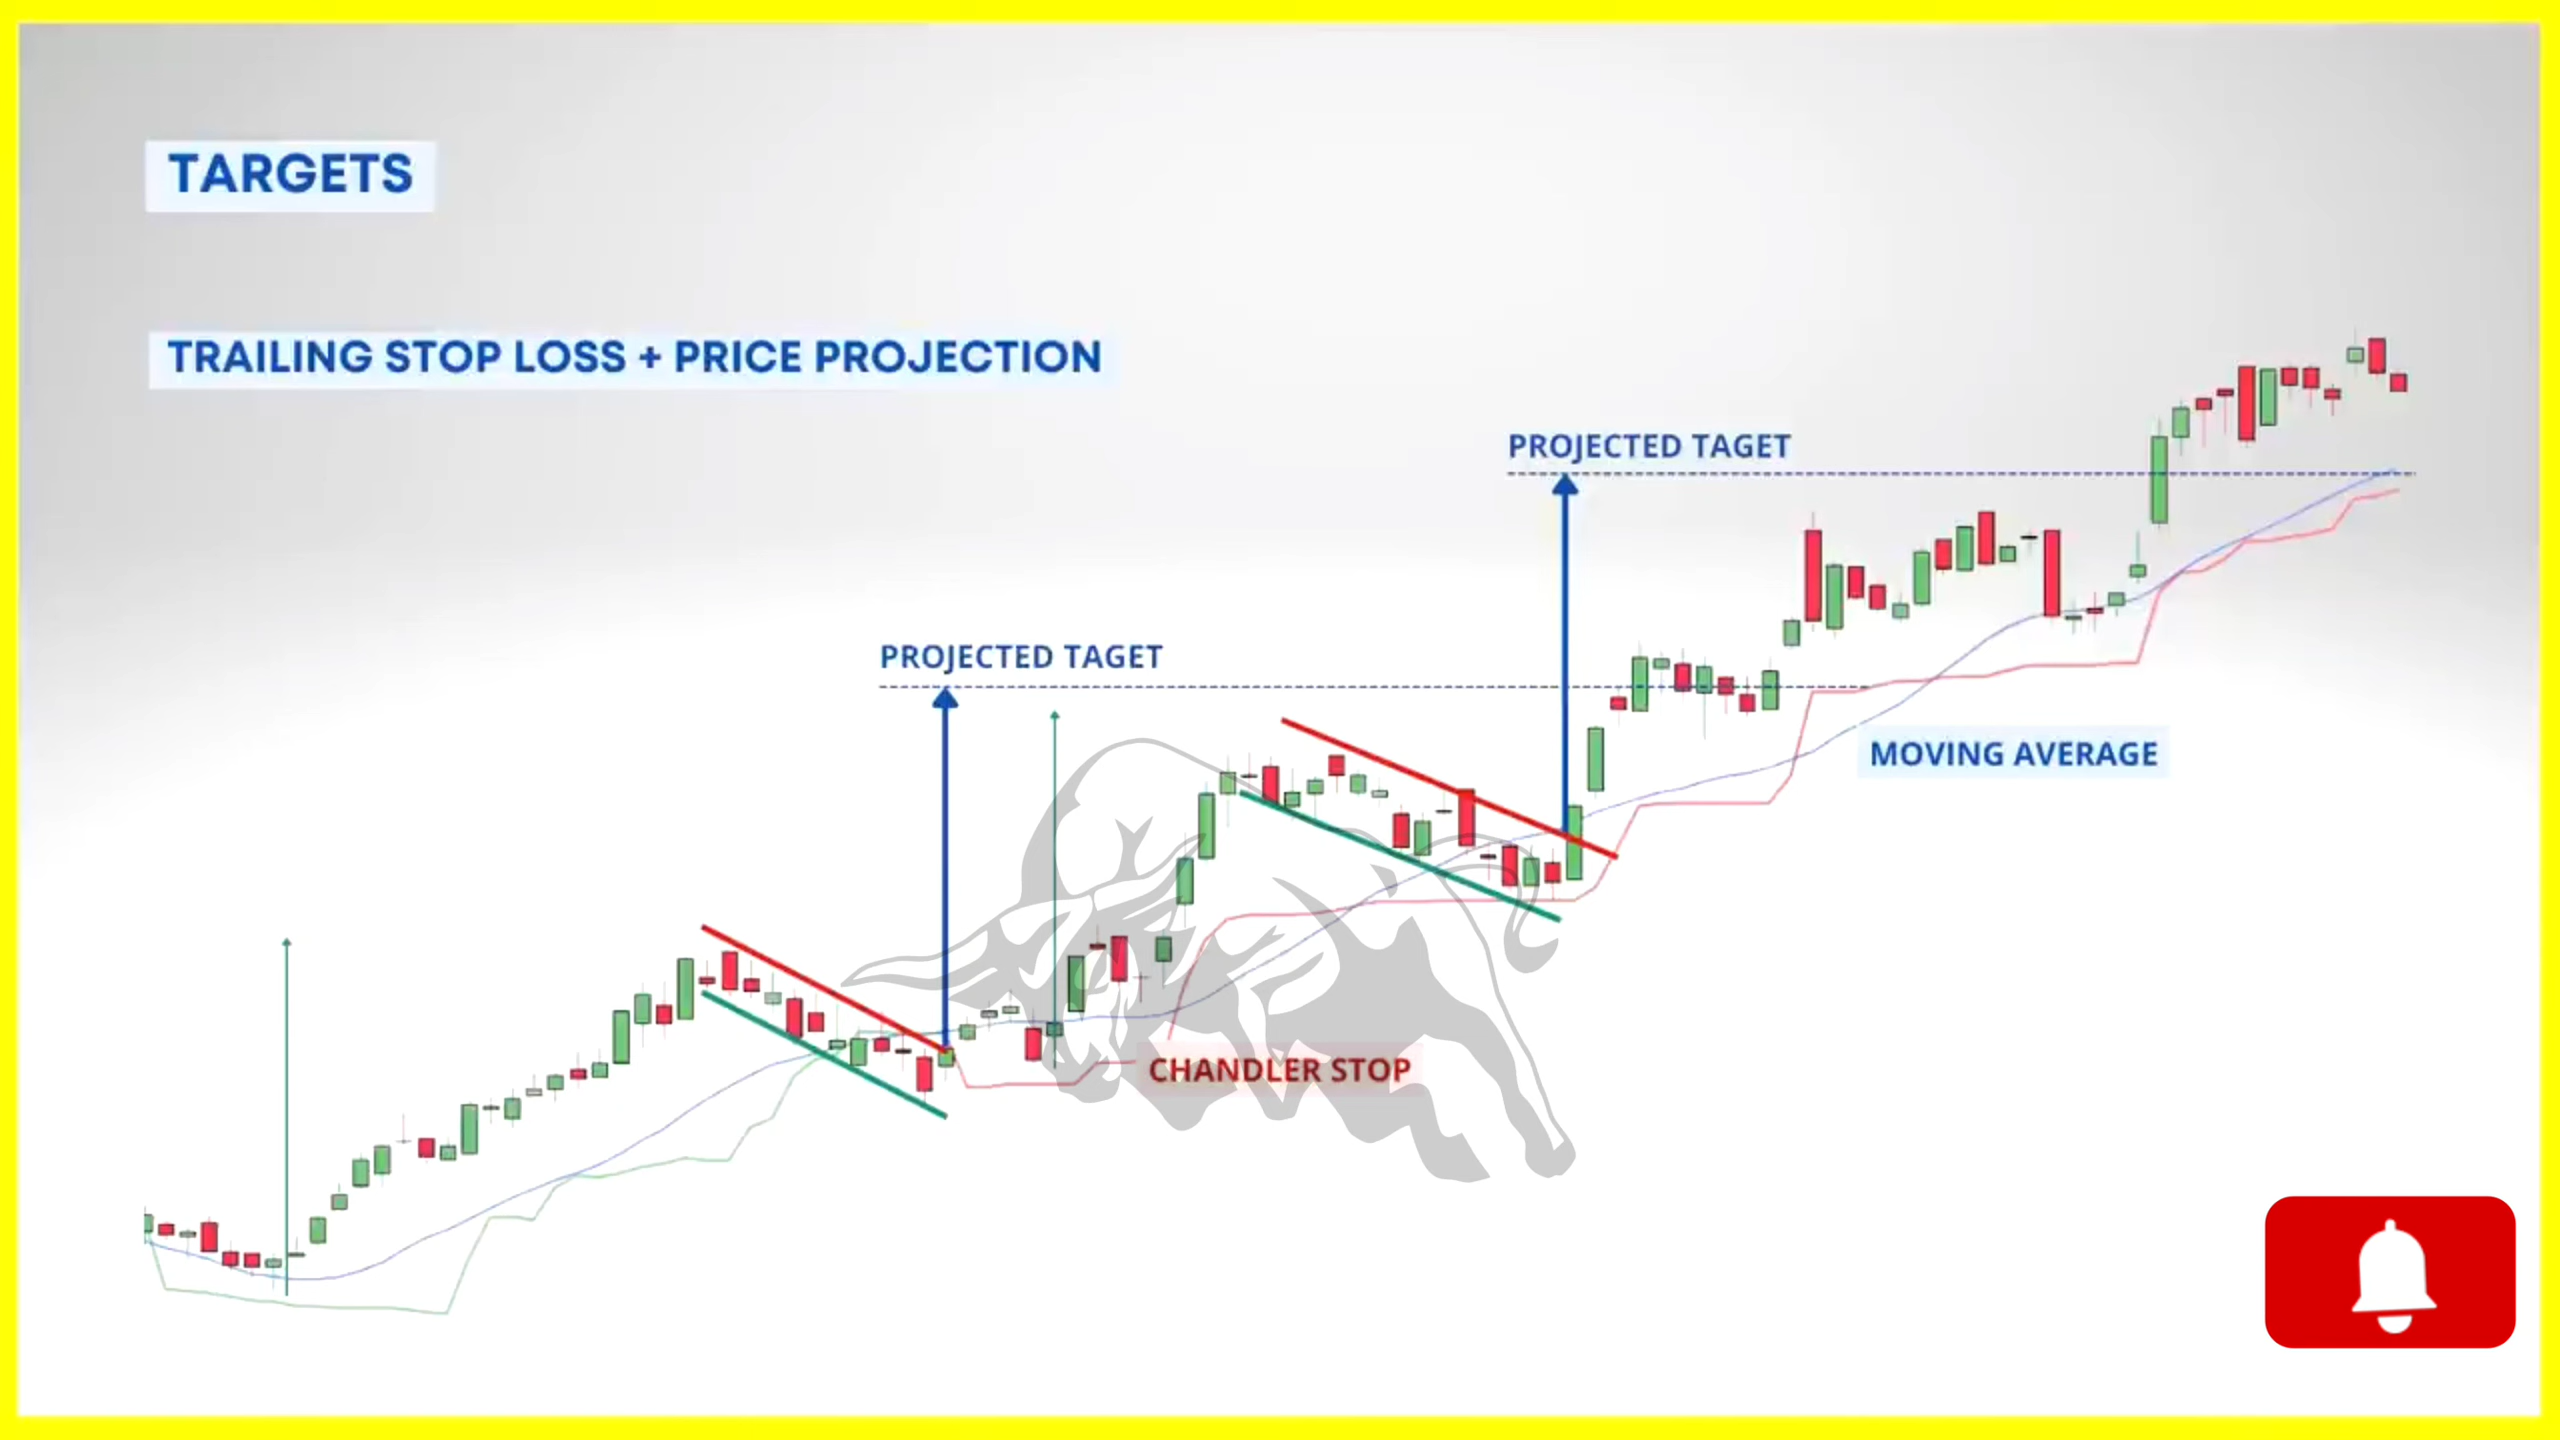 TARGETS
TRAILING STOP LOSS + PRICE PROJECTION
PROJECTED TAGET
PROJECTED TAGET
MOVING AVERAGE
CHANDLER STOP